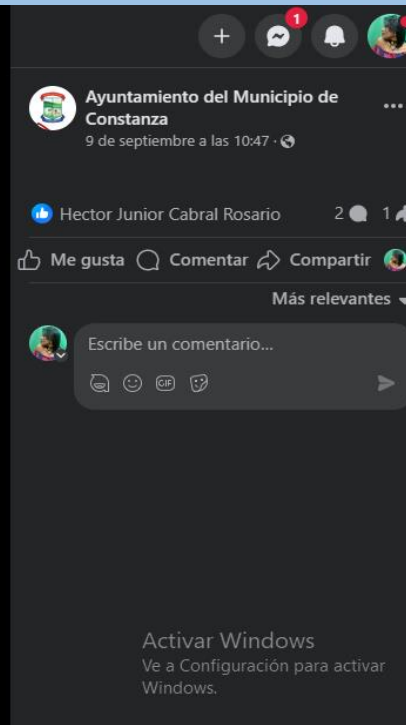 1
Ayuntamiento del Municipio de
Constanza
9 de septiembre a las 10:47 ·
Hector Junior Cabral Rosario 2 1
Me gusta Comentar Compartir
Más relevantes
Escribe un comentario...
GIF
Activar Windows
Ve a Configuración para activar
Windows.